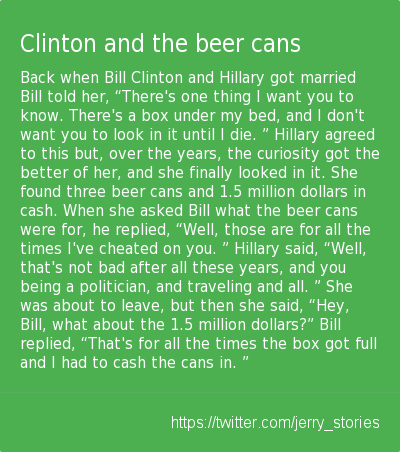 Clinton and the beer cans
Back when Bill Clinton and Hillary got married
Bill told her, “There's one thing I want you to
know. There's a box under my bed, and I don't
want you to look in it until I die. ” Hillary agreed
to this but, over the years, the curiosity got the
better of her, and she finally looked in it. She
found three beer cans and 1.5 million dollars in
cash. When she asked Bill what the beer cans
were for, he replied, “Well, those are for all the
times I've cheated on you. ” Hillary said, “Well,
that's not bad after all these years, and you
being a politician, and traveling and all. ” She
was about to leave, but then she said, “Hey,
Bill, what about the 1.5 million dollars?” Bill
replied, “That's for all the times the box got full
and I had to cash the cans in. ”
https://twitter.com/jerry_stories